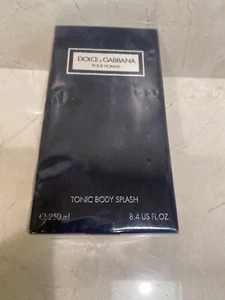 DOLCE & GABBANA
POUR HOMME
TONIC BODY SPLASH
℮ 250 ml
8.4 US FL.OZ.